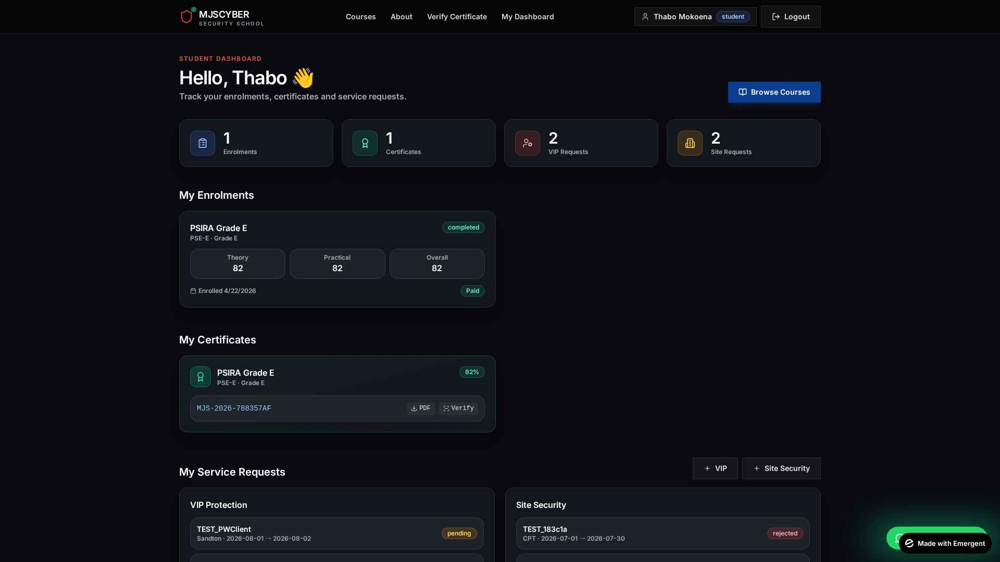 MJSCYBER
SECURITY SCHOOL
Courses
About
Verify Certificate
My Dashboard
Thabo Mokoena
student
Logout
STUDENT DASHBOARD
Hello, Thabo 👋
Track your enrolments, certificates and service requests.
Browse Courses
1
Enrolments
1
Certificates
2
VIP Requests
2
Site Requests
My Enrolments
PSIRA Grade E
completed
PSE-E · Grade E
Theory
82
Practical
82
Overall
82
Enrolled 4/22/2026
Paid
My Certificates
PSIRA Grade E
82%
PSE-E · Grade E
MJS-2026-788357AF
PDF
Verify
My Service Requests
+ VIP
+ Site Security
VIP Protection
TEST_PWClient
Sandton · 2026-08-01 → 2026-08-02
pending
Site Security
TEST_183c1a
CPT · 2026-07-01 → 2026-07-30
rejected
Made with Emergent